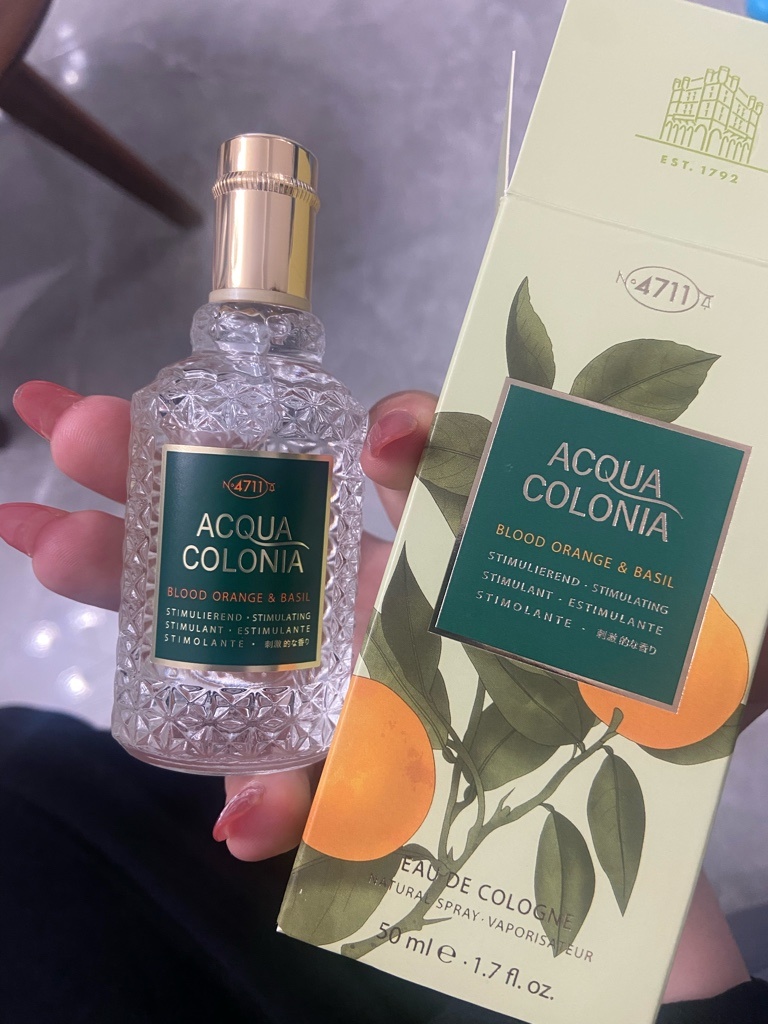 Nº4711
ACQUA
COLONIA
BLOOD ORANGE & BASIL
STIMULIEREND · STIMULATING
STIMULANT · ESTIMULANTE
STIMOLANTE · 刺激的な香り
EST. 1792
Nº4711
ACQUA
COLONIA
BLOOD ORANGE & BASIL
STIMULIEREND · STIMULATING
STIMULANT · ESTIMULANTE
STIMOLANTE · 刺激的な香り
EAU DE COLOGNE
NATURAL SPRAY · VAPORISATEUR
50 ml ℮ · 1.7 fl. oz.